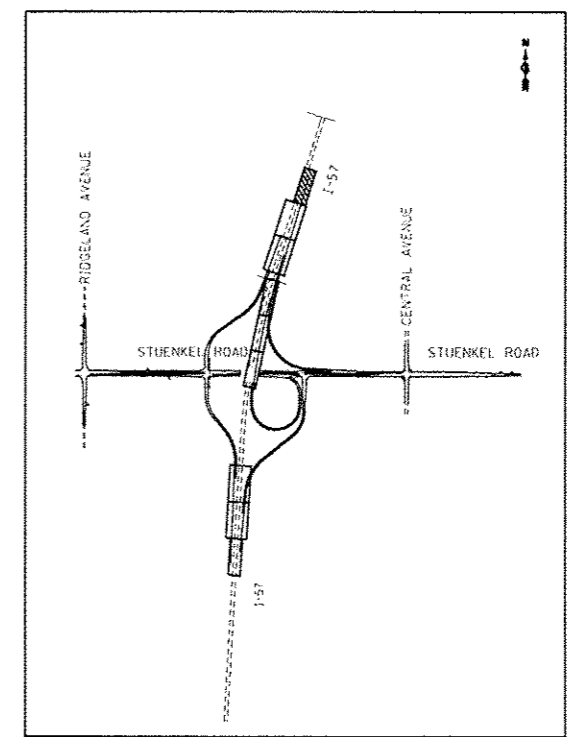 N
RIDGELAND AVENUE
I-57
CENTRAL AVENUE
STUENKEL ROAD
STUENKEL ROAD
I-57